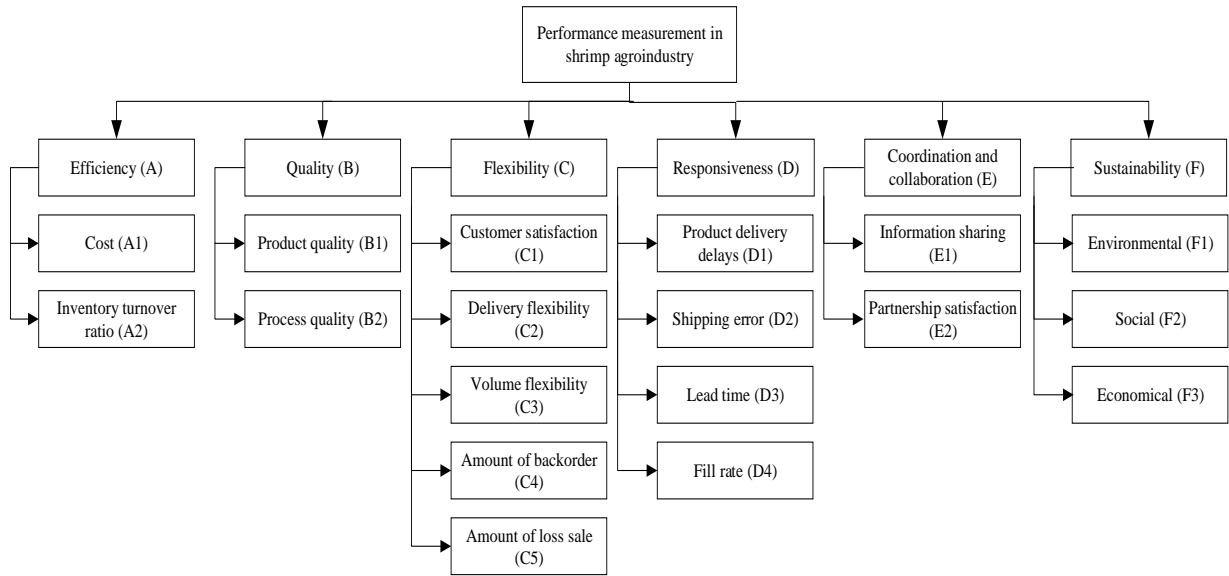 Performance measurement in
shrimp agroindustry
Efficiency (A)
Quality (B)
Flexibility (C)
Responsiveness (D)
Coordination and
collaboration (E)
Sustainability (F)
Cost (A1)
Product quality (B1)
Customer satisfaction
(C1)
Product delivery
delays (D1)
Information sharing
(E1)
Environmental (F1)
Inventory turnover
ratio (A2)
Process quality (B2)
Delivery flexibility
(C2)
Shipping error (D2)
Partnership satisfaction
(E2)
Social (F2)
Volume flexibility
(C3)
Lead time (D3)
Economical (F3)
Amount of backorder
(C4)
Fill rate (D4)
Amount of loss sale
(C5)